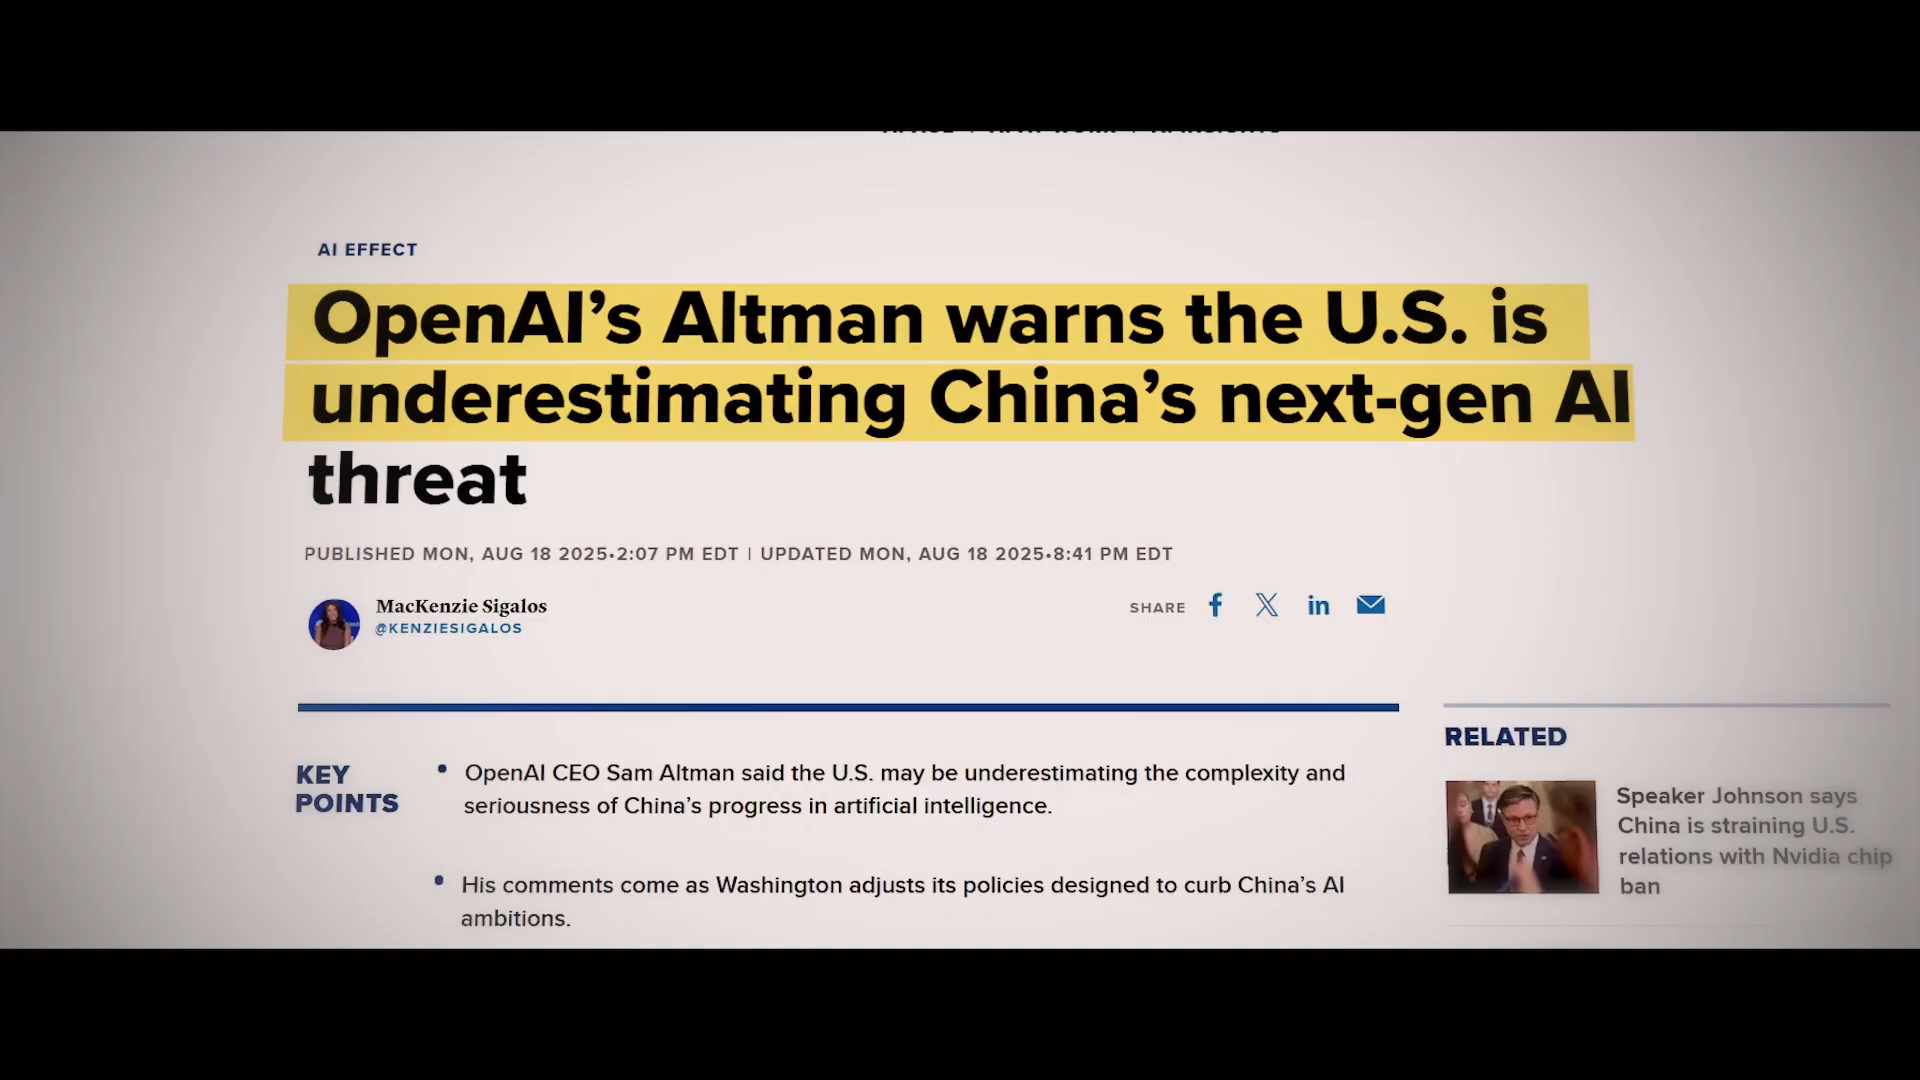 AI EFFECT
OpenAI’s Altman warns the U.S. is
underestimating China’s next-gen AI
threat
PUBLISHED MON, AUG 18 2025•2:07 PM EDT | UPDATED MON, AUG 18 2025•8:41 PM EDT
MacKenzie Sigalos
@KENZIESIGALOS
SHARE
KEY
POINTS
• OpenAI CEO Sam Altman said the U.S. may be underestimating the complexity and
seriousness of China’s progress in artificial intelligence.
• His comments come as Washington adjusts its policies designed to curb China’s AI
ambitions.
RELATED
Speaker Johnson says
China is straining U.S.
relations with Nvidia chip
ban